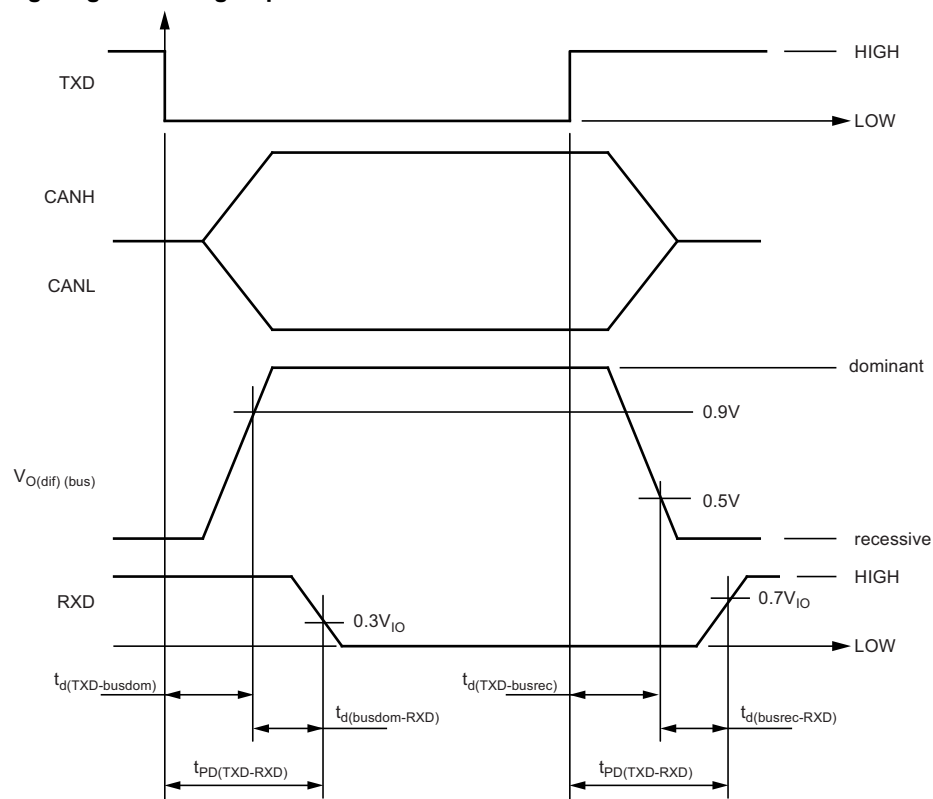 TXD
HIGH
LOW
CANH
CANL
dominant
0.9V
VO(dif) (bus)
0.5V
recessive
HIGH
RXD
0.7VIO
0.3VIO
LOW
td(TXD-busdom)
td(TXD-busrec)
td(busdom-RXD)
td(busrec-RXD)
tPD(TXD-RXD)
tPD(TXD-RXD)